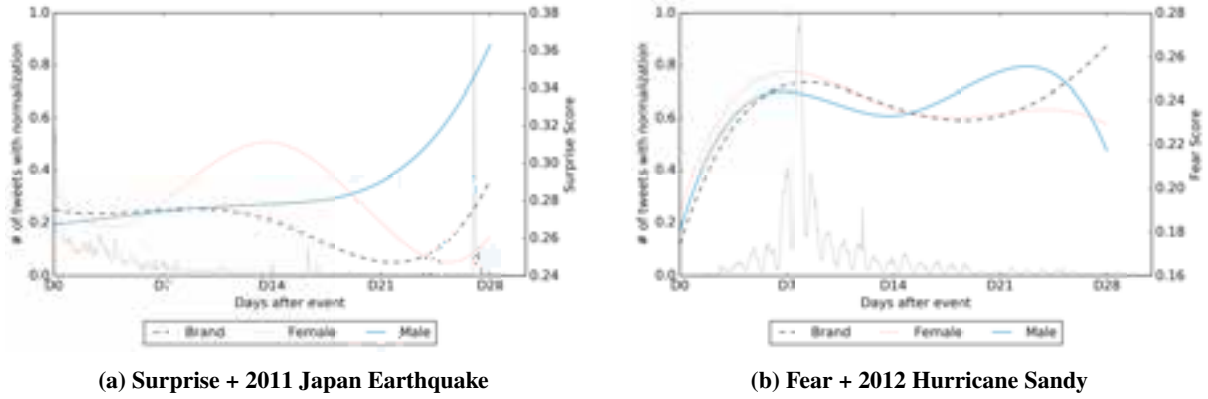 1.0
0.8
0.6
0.4
0.2
0.0
# of tweets with normalization
0.38
0.36
0.34
0.32
0.30
0.28
0.26
0.24
Surprise Score
D0 D7 D14 D21 D28
Days after event
Brand Female Male
(a) Surprise + 2011 Japan Earthquake
1.0
0.8
0.6
0.4
0.2
0.0
# of tweets with normalization
0.28
0.26
0.24
0.22
0.20
0.18
0.16
Fear Score
D0 D7 D14 D21 D28
Days after event
Brand Female Male
(b) Fear + 2012 Hurricane Sandy